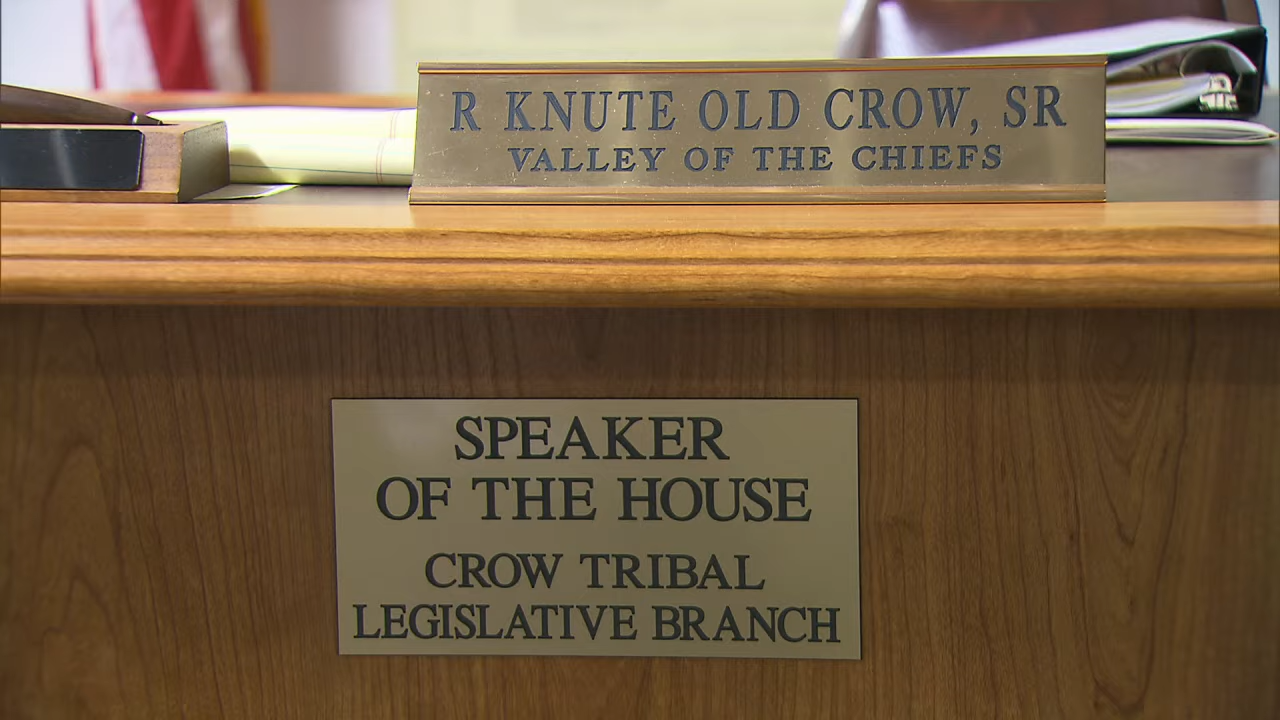 R KNUTE OLD CROW, SR
VALLEY OF THE CHIEFS
SPEAKER
OF THE HOUSE
CROW TRIBAL
LEGISLATIVE BRANCH